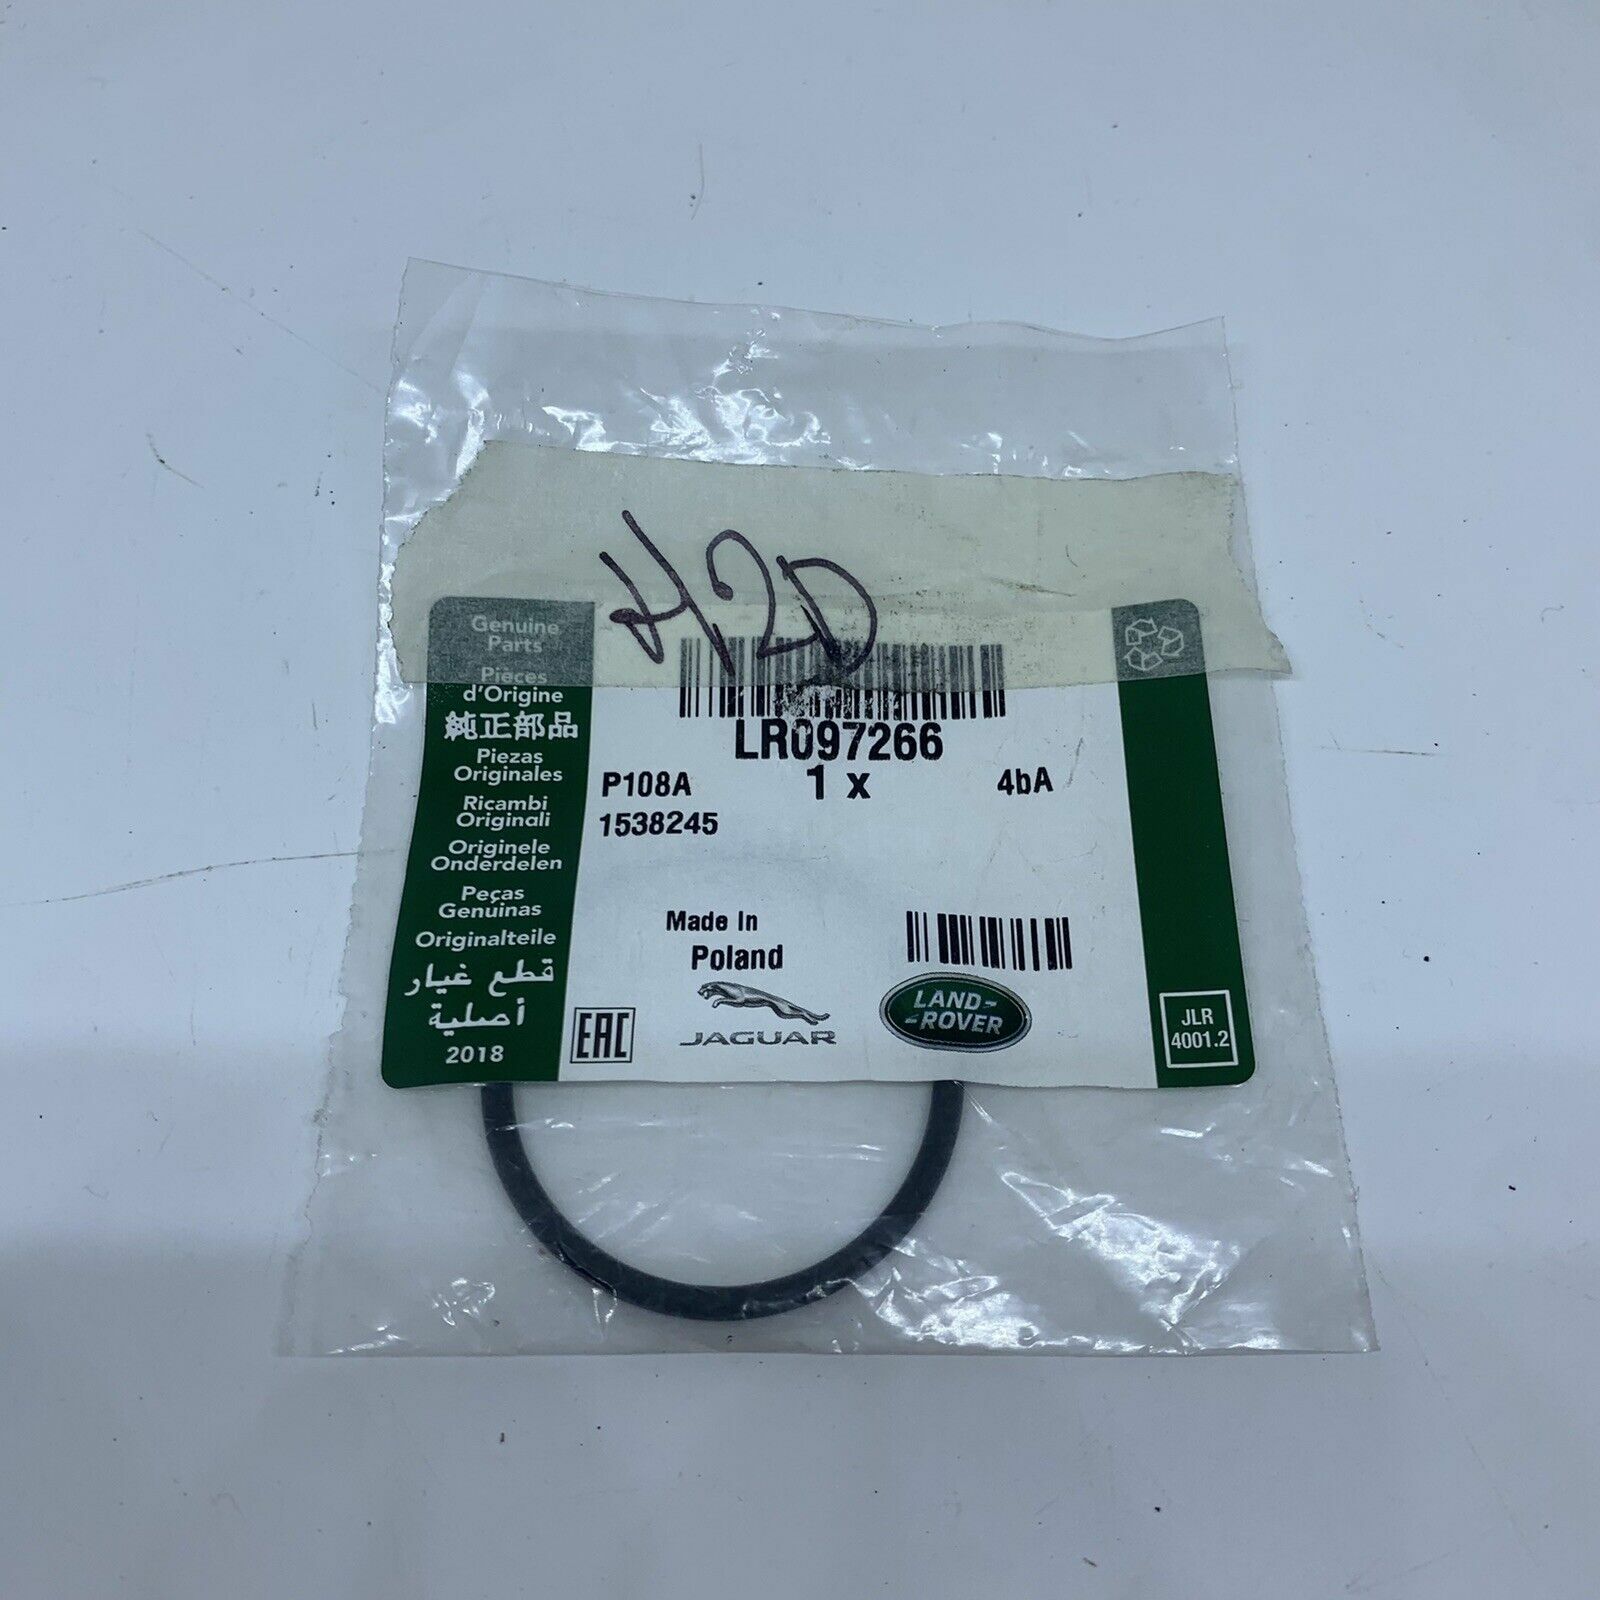 H2D
Genuine
Parts
Pièces
d'Origine
純正部品
Piezas
Originales
Ricambi
Originali
Originele
Onderdelen
Peças
Genuinas
Originalteile
قطع غيار
أصلية
2018
LR097266
P108A 1 x 4bA
1538245
Made In
Poland
EAC
JAGUAR
LAND-
-ROVER
JLR
4001.2